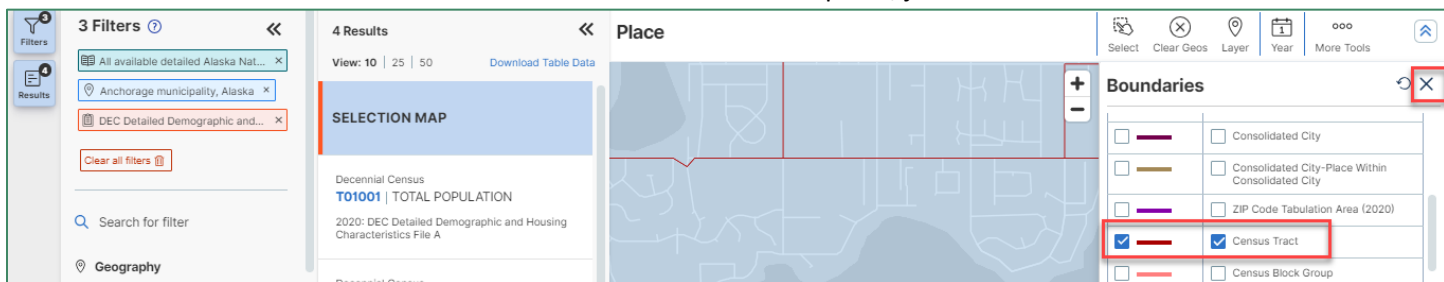 3
Filters
4
Results
3 Filters ?
All available detailed Alaska Nat... ×
Anchorage municipality, Alaska ×
DEC Detailed Demographic and... ×
Clear all filters
Search for filter
Geography
4 Results
View: 10 | 25 | 50 Download Table Data
SELECTION MAP
Decennial Census
T01001 | TOTAL POPULATION
2020: DEC Detailed Demographic and Housing
Characteristics File A
Place
Select
Clear Geos
Layer
1
Year
More Tools
+
−
Boundaries
Consolidated City
Consolidated City-Place Within
Consolidated City
ZIP Code Tabulation Area (2020)
Census Tract
Census Block Group